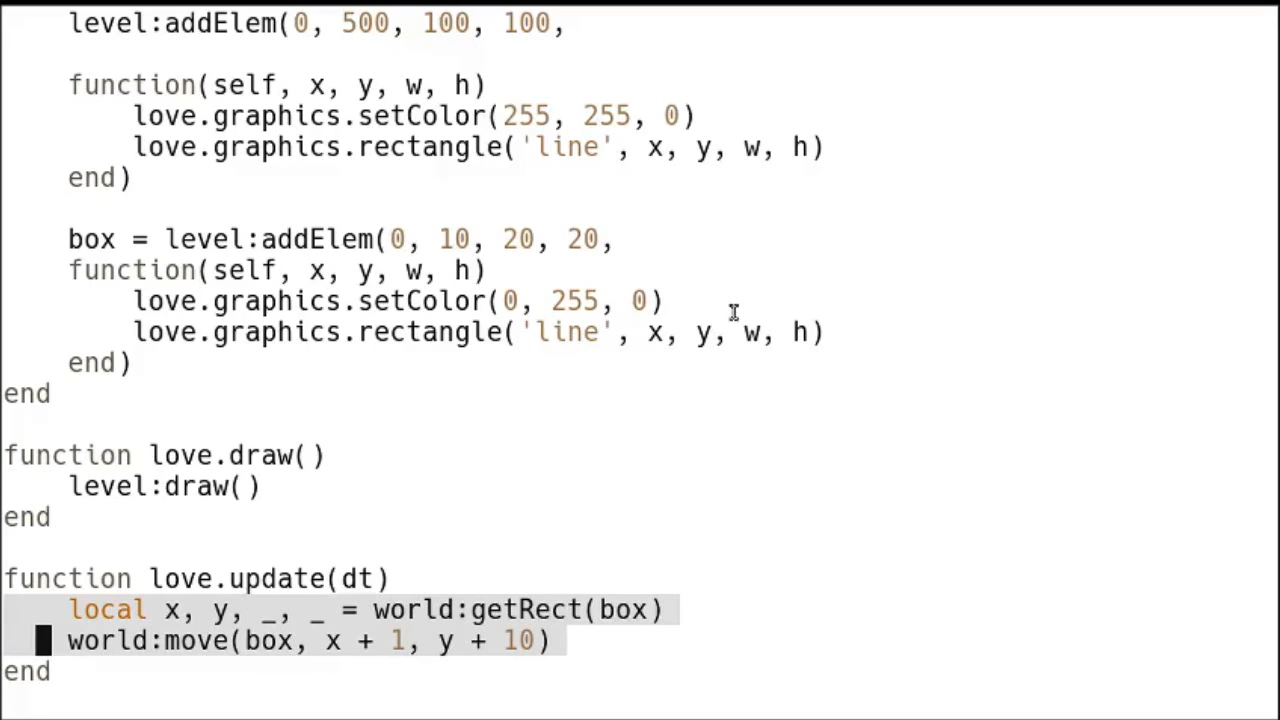 level:addElem(0, 500, 100, 100,
function(self, x, y, w, h)
love.graphics.setColor(255, 255, 0)
love.graphics.rectangle('line', x, y, w, h)
end)
box = level:addElem(0, 10, 20, 20,
function(self, x, y, w, h)
love.graphics.setColor(0, 255, 0)
love.graphics.rectangle('line', x, y, w, h)
end)
end
function love.draw()
level:draw()
end
function love.update(dt)
local x, y, _, _ = world:getRect(box)
world:move(box, x + 1, y + 10)
end